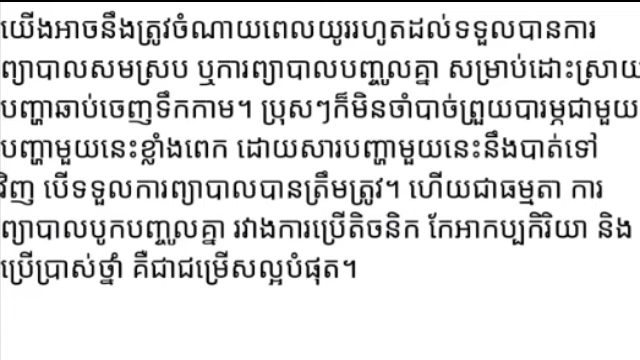 យើងអាចនឹងត្រូវចំណាយពេលយូររហូតដល់ទទួលបានការ
ព្យាបាលសមស្រប ឬការព្យាបាលបញ្ចូលគ្នា សម្រាប់ដោះស្រាយ
បញ្ហាឆាប់ចេញទឹកកាម។ ប្រុសៗក៏មិនចាំបាច់ព្រួយបារម្ភជាមួយ
បញ្ហាមួយនេះខ្លាំងពេក ដោយសារបញ្ហាមួយនេះនឹងបាត់ទៅ
វិញ បើទទួលការព្យាបាលបានត្រឹមត្រូវ។ ហើយជាធម្មតា ការ
ព្យាបាលបូកបញ្ចូលគ្នា រវាងការប្រើតិចនិក កែអាកប្បកិរិយា និង
ប្រើប្រាស់ថ្នាំ គឺជាជម្រើសល្អបំផុត។